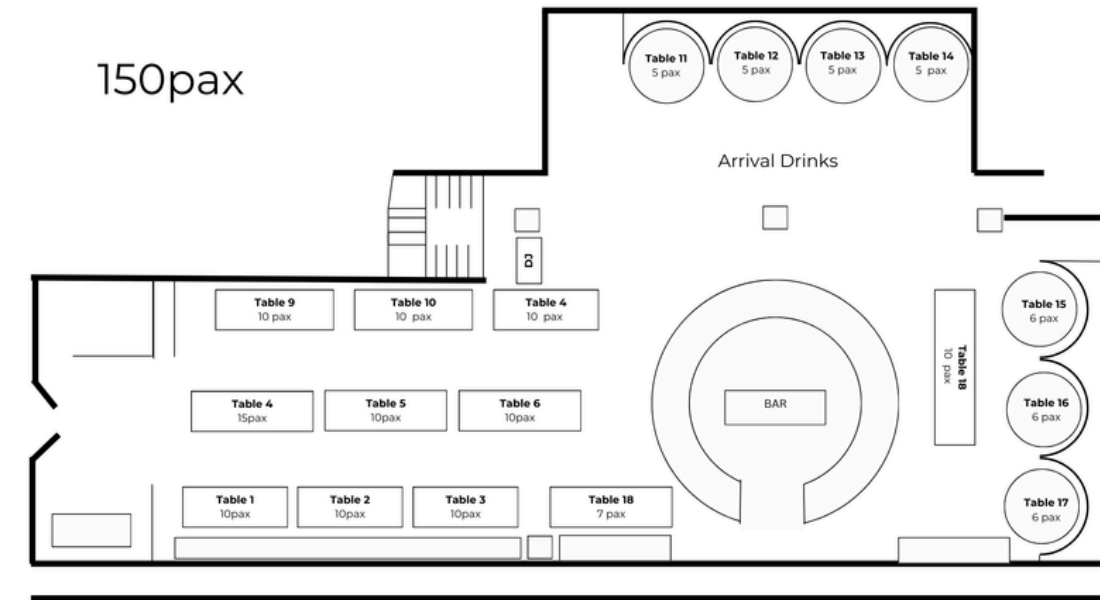 150pax
Table 11
5 pax
Table 12
5 pax
Table 13
5 pax
Table 14
5 pax
Arrival Drinks
DJ
Table 9
10 pax
Table 10
10 pax
Table 4
10 pax
Table 15
6 pax
Table 18
10 pax
Table 4
15pax
Table 5
10pax
Table 6
10pax
BAR
Table 16
6 pax
Table 1
10pax
Table 2
10pax
Table 3
10pax
Table 18
7 pax
Table 17
6 pax